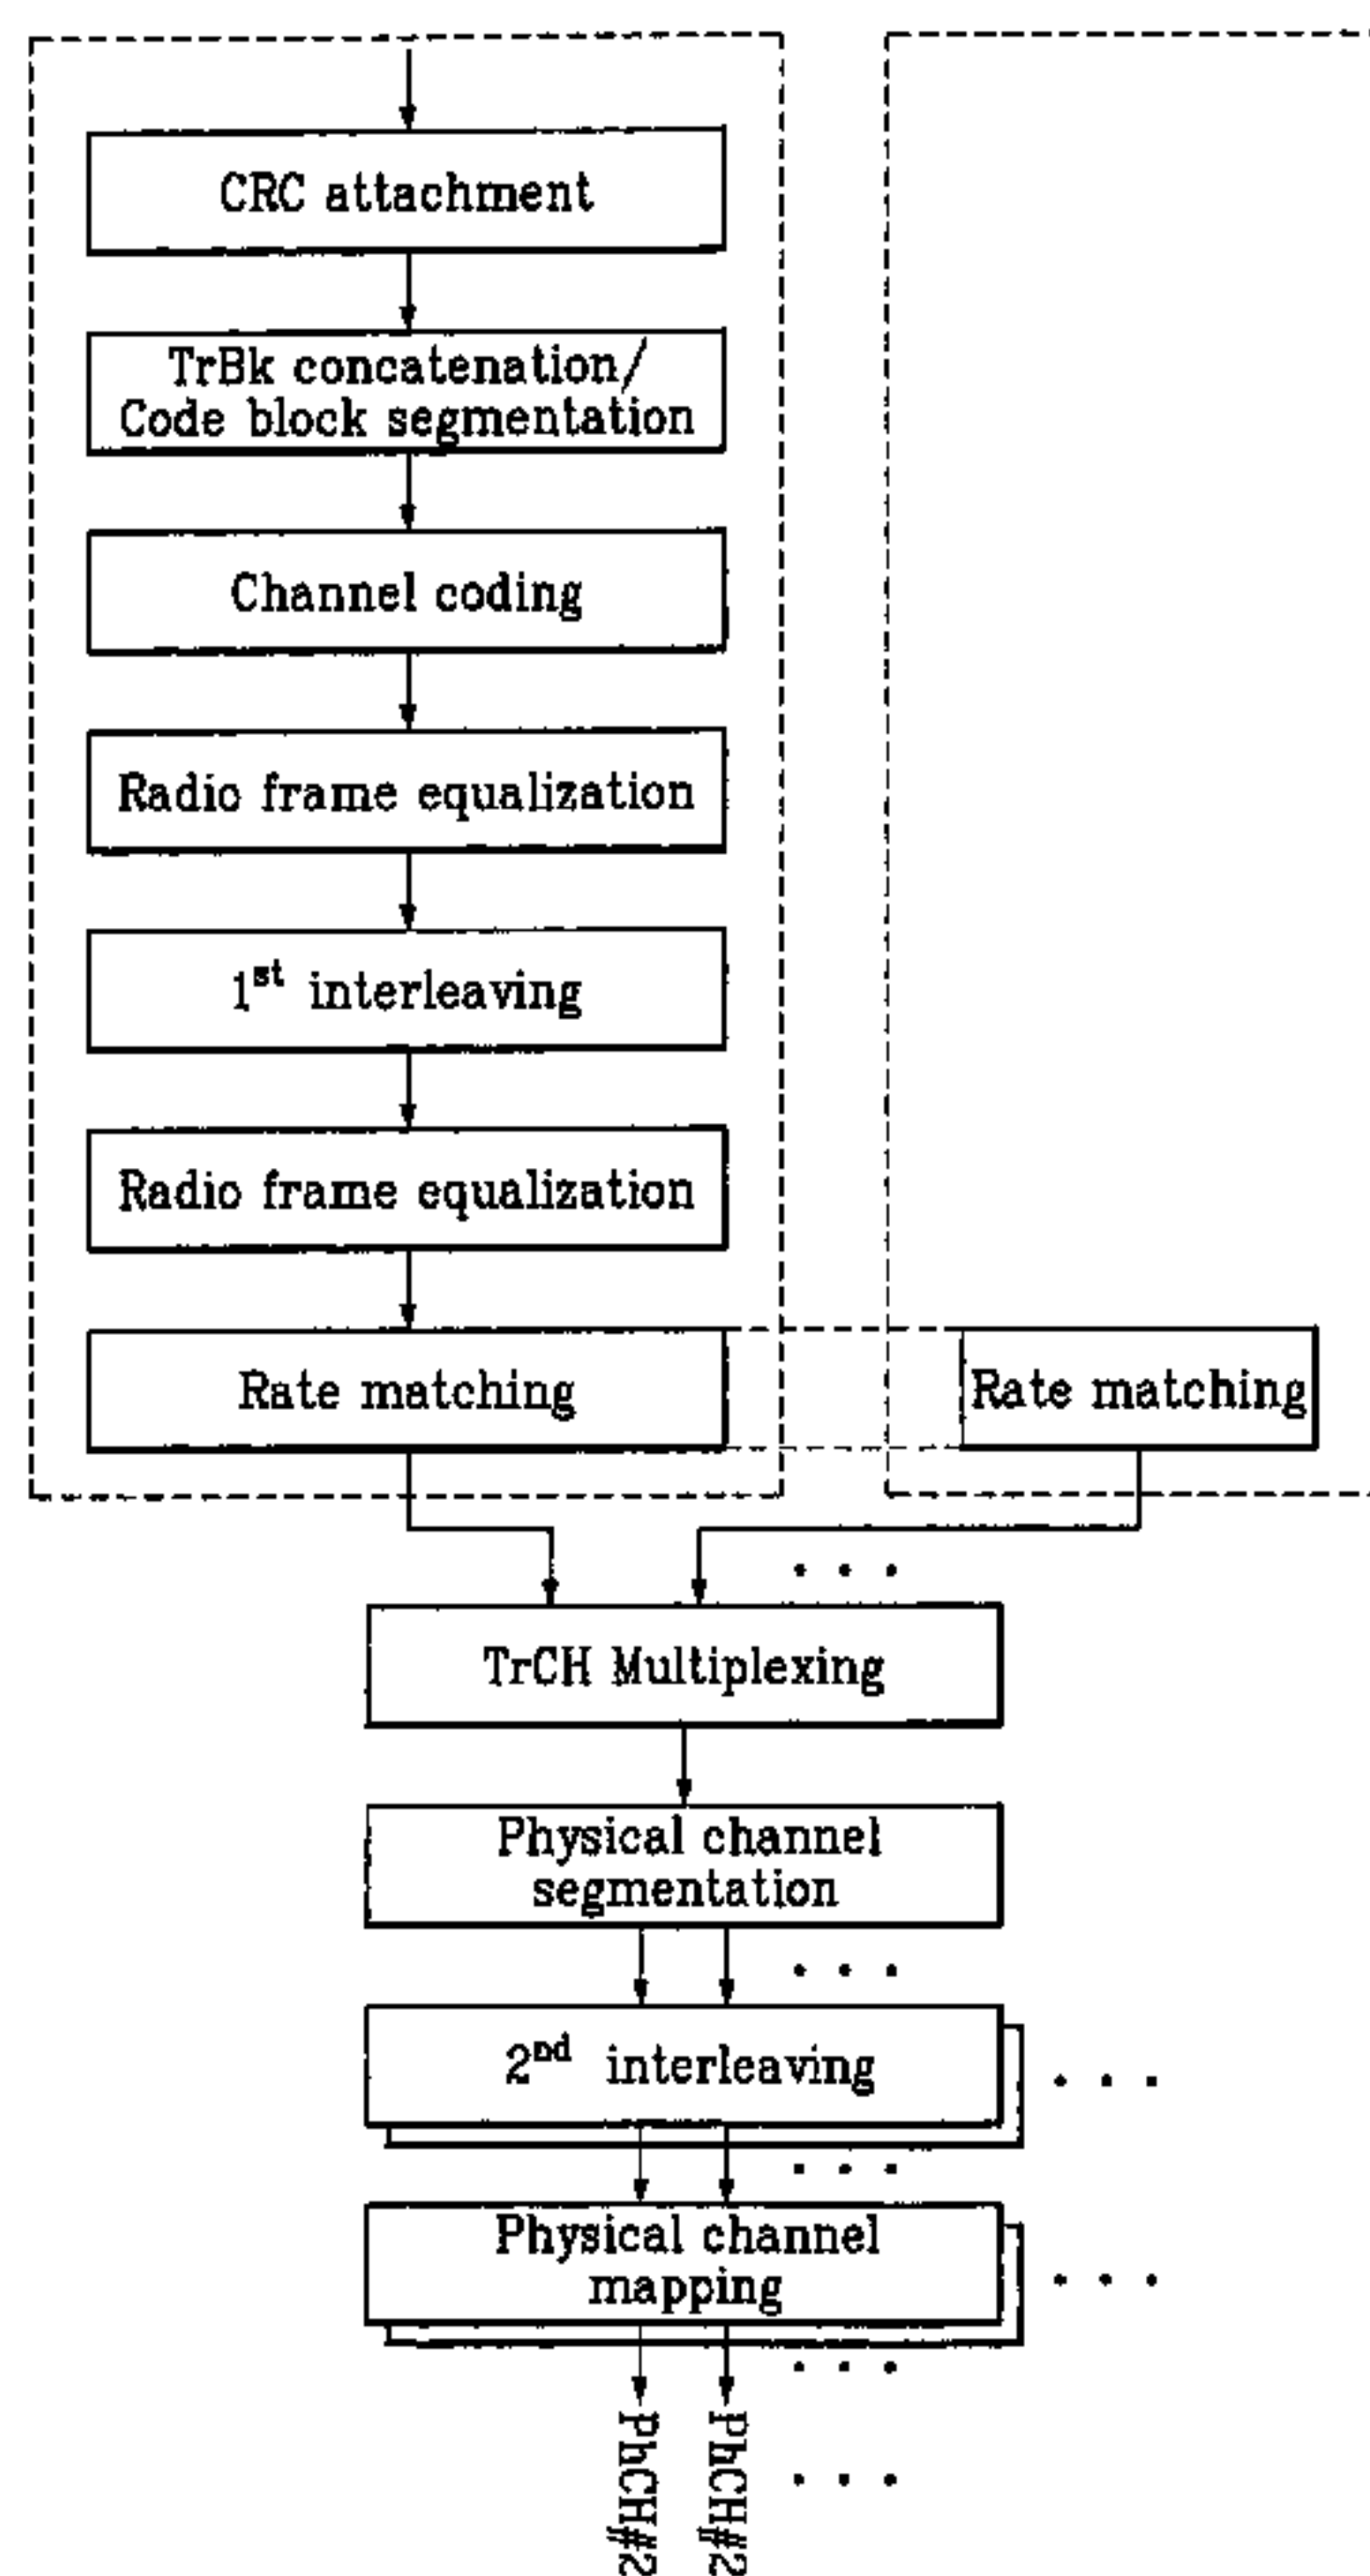 CRC attachment
TrBk concatenation/
Code block segmentation
Channel coding
Radio frame equalization
1st interleaving
Radio frame equalization
Rate matching
Rate matching
TrCH Multiplexing
Physical channel
segmentation
2nd interleaving
Physical channel
mapping
PhCH#2
PhCH#2